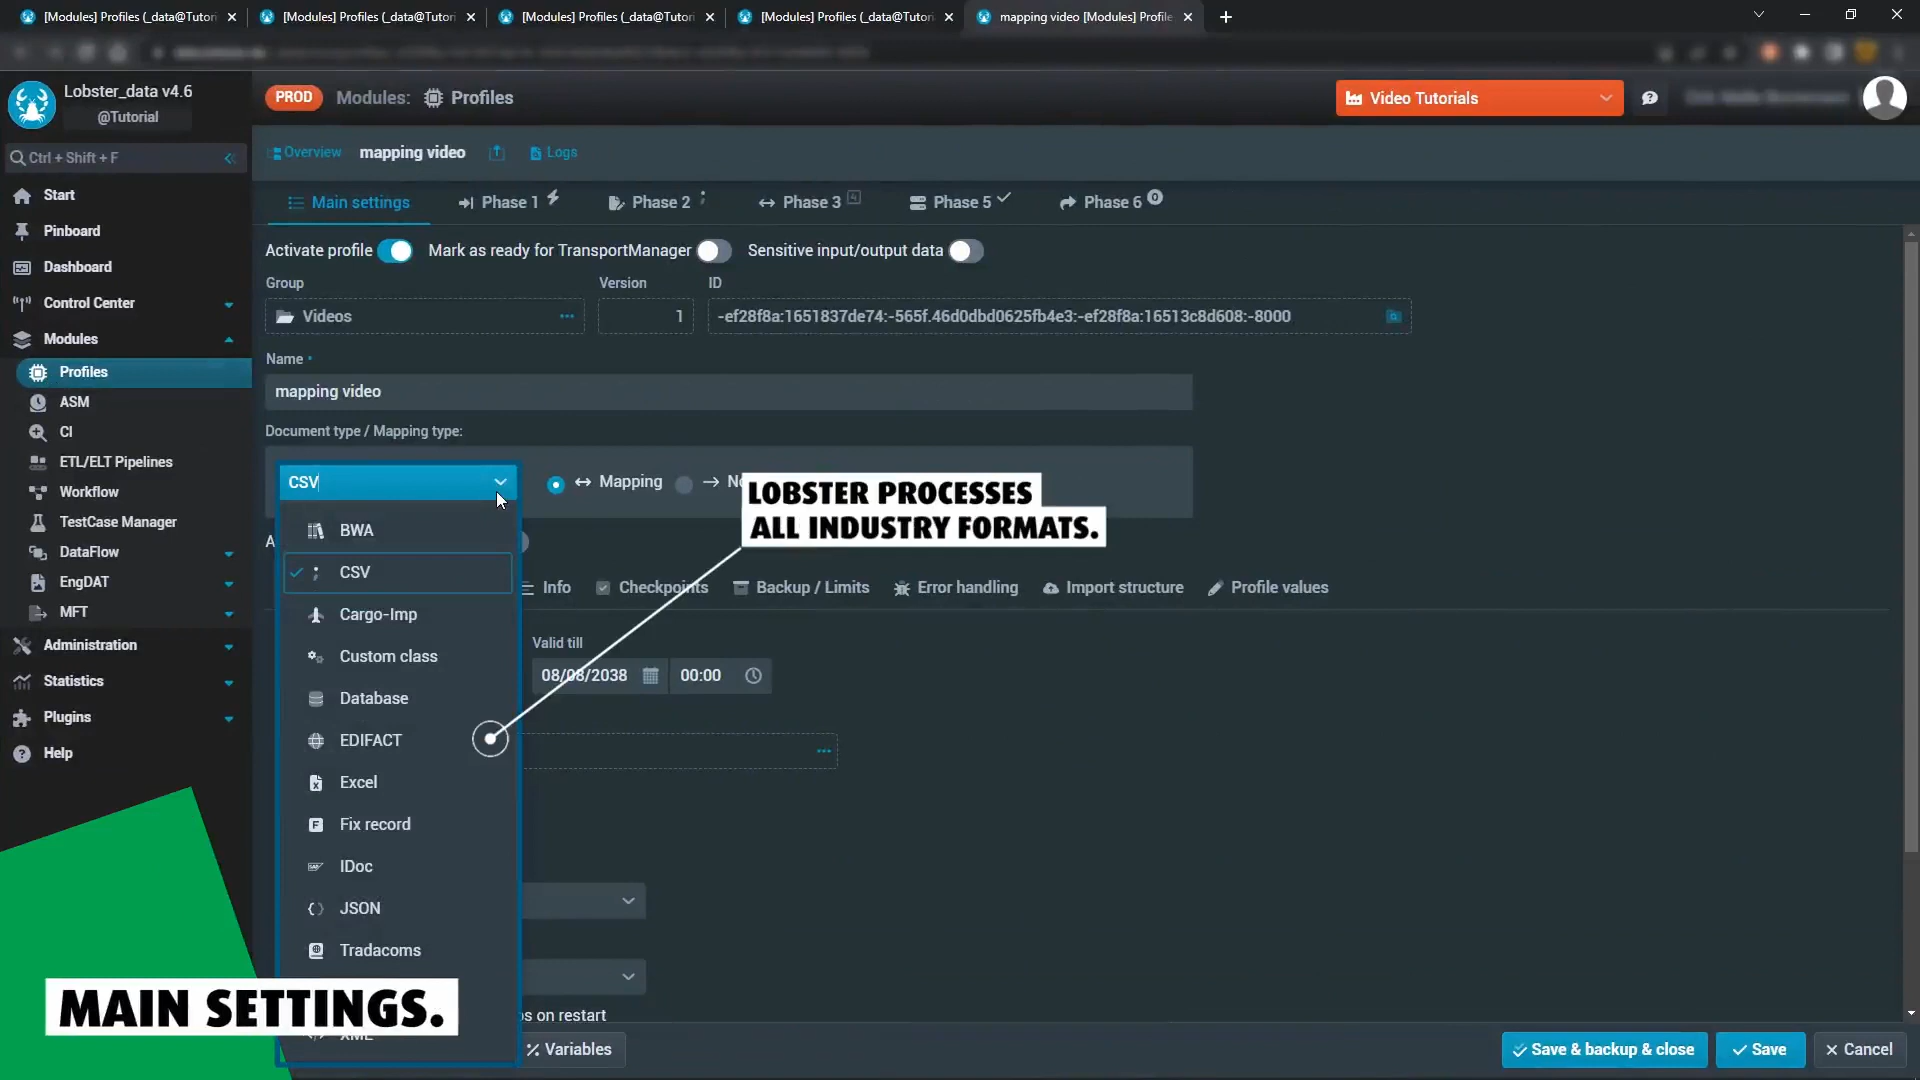 [Modules] Profiles (_data@Tutori
[Modules] Profiles (_data@Tutori
[Modules] Profiles (_data@Tutori
[Modules] Profiles (_data@Tutori
mapping video [Modules] Profile
Lobster_data v4.6
@Tutorial
PROD
Modules:
Profiles
Video Tutorials
Ctrl + Shift + F
Overview
mapping video
Logs
Start
Pinboard
Dashboard
Control Center
Modules
Profiles
ASM
CI
ETL/ELT Pipelines
Workflow
TestCase Manager
DataFlow
EngDAT
MFT
Administration
Statistics
Plugins
Help
Main settings
Phase 1
Phase 2 ;
Phase 3 4
Phase 5
Phase 6 0
Activate profile
Mark as ready for TransportManager
Sensitive input/output data
Group
Version
ID
Videos
1
-ef28f8a:1651837de74:-565f.46d0dbd0625fb4e3:-ef28f8a:16513c8d608:-8000
Name
mapping video
Document type / Mapping type:
CSV
Mapping
BWA
CSV
Cargo-Imp
Custom class
Database
EDIFACT
Excel
Fix record
IDoc
JSON
Tradacoms
XML
LOBSTER PROCESSES
ALL INDUSTRY FORMATS.
Info
Checkpoints
Backup / Limits
Error handling
Import structure
Profile values
Valid till
08/08/2038
00:00
on restart
Variables
MAIN SETTINGS.
Save & backup & close
Save
Cancel